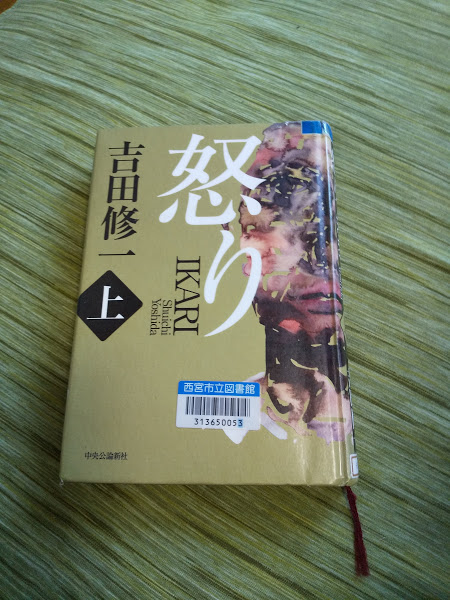 怒り
吉田修一
上
IKARI
Shuichi
Yoshida
西宮市立図書館
313650053
中央公論新社